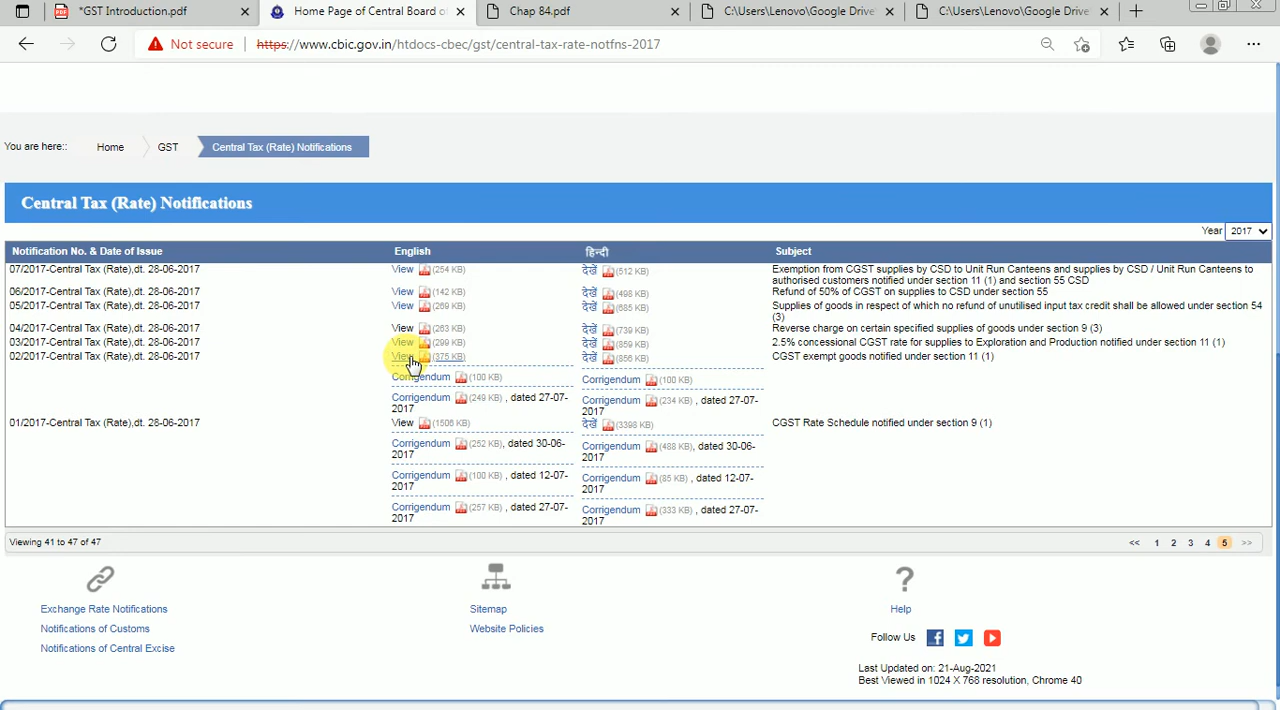 *GST Introduction.pdf
Home Page of Central Board of
Chap 84.pdf
C:\Users\Lenovo\Google Drive
C:\Users\Lenovo\Google Drive
Not secure
https://www.cbic.gov.in/htdocs-cbec/gst/central-tax-rate-notfns-2017
You are here:: Home GST Central Tax (Rate) Notifications
Central Tax (Rate) Notifications
Year 2017
Notification No. & Date of Issue English हिन्दी Subject
07/2017-Central Tax (Rate),dt. 28-06-2017 View (254 KB) देखें (512 KB) Exemption from CGST supplies by CSD to Unit Run Canteens and supplies by CSD / Unit Run Canteens to
authorised customers notified under section 11 (1) and section 55 CSD
06/2017-Central Tax (Rate),dt. 28-06-2017 View (142 KB) देखें (498 KB) Refund of 50% of CGST on supplies to CSD under section 55
05/2017-Central Tax (Rate),dt. 28-06-2017 View (269 KB) देखें (685 KB) Supplies of goods in respect of which no refund of unutilised input tax credit shall be allowed under section 54
(3)
04/2017-Central Tax (Rate),dt. 28-06-2017 View (263 KB) देखें (739 KB) Reverse charge on certain specified supplies of goods under section 9 (3)
03/2017-Central Tax (Rate),dt. 28-06-2017 View (299 KB) देखें (859 KB) 2.5% concessional CGST rate for supplies to Exploration and Production notified under section 11 (1)
02/2017-Central Tax (Rate),dt. 28-06-2017 View (375 KB) देखें (856 KB) CGST exempt goods notified under section 11 (1)
Corrigendum (100 KB) Corrigendum (100 KB)
Corrigendum (249 KB) , dated 27-07- Corrigendum (234 KB) , dated 27-07-
2017 2017
01/2017-Central Tax (Rate),dt. 28-06-2017 View (1506 KB) देखें (3398 KB) CGST Rate Schedule notified under section 9 (1)
Corrigendum (252 KB), dated 30-06- Corrigendum (488 KB), dated 30-06-
2017 2017
Corrigendum (100 KB) , dated 12-07- Corrigendum (85 KB) , dated 12-07-
2017 2017
Corrigendum (257 KB) , dated 27-07- Corrigendum (333 KB) , dated 27-07-
2017 2017
Viewing 41 to 47 of 47 << 1 2 3 4 5 >>
Exchange Rate Notifications Sitemap Help
Notifications of Customs Website Policies
Follow Us
Notifications of Central Excise
Last Updated on: 21-Aug-2021
Best Viewed in 1024 X 768 resolution, Chrome 40